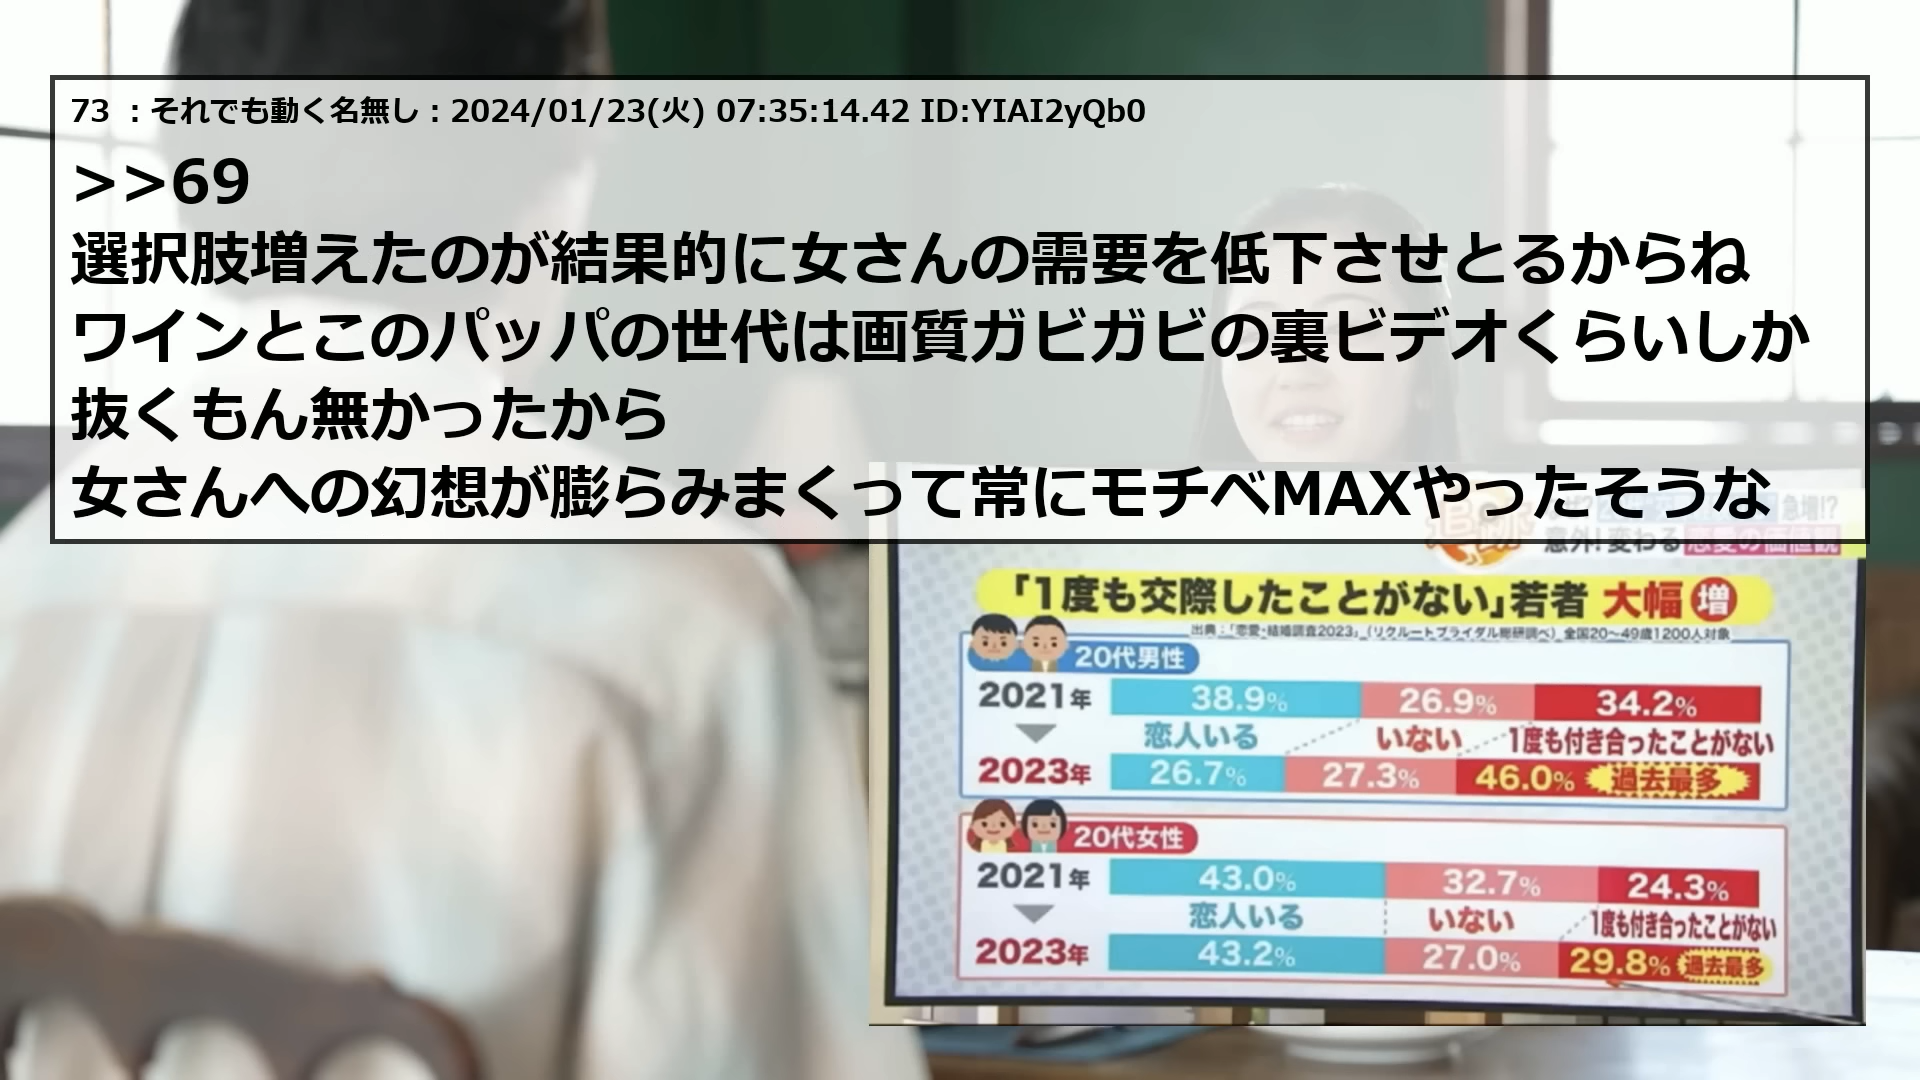 73 ：それでも動く名無し：2024/01/23(火) 07:35:14.42 ID:YIAI2yQb0
>>69
選択肢増えたのが結果的に女さんの需要を低下させとるからね
ワインとこのパッパの世代は画質ガビガビの裏ビデオくらいしか
抜くもん無かったから
女さんへの幻想が膨らみまくって常にモチベMAXやったそうな
急増!?
意外!変わる恋愛の価値観
「1度も交際したことがない」若者 大幅増
出典：「恋愛・結婚調査2023」(リクルートブライダル総研調べ) 全国20～49歳1200人対象
20代男性
2021年 38.9% 26.9% 34.2%
恋人いる いない 1度も付き合ったことがない
2023年 26.7% 27.3% 46.0% 過去最多
20代女性
2021年 43.0% 32.7% 24.3%
恋人いる いない 1度も付き合ったことがない
2023年 43.2% 27.0% 29.8% 過去最多